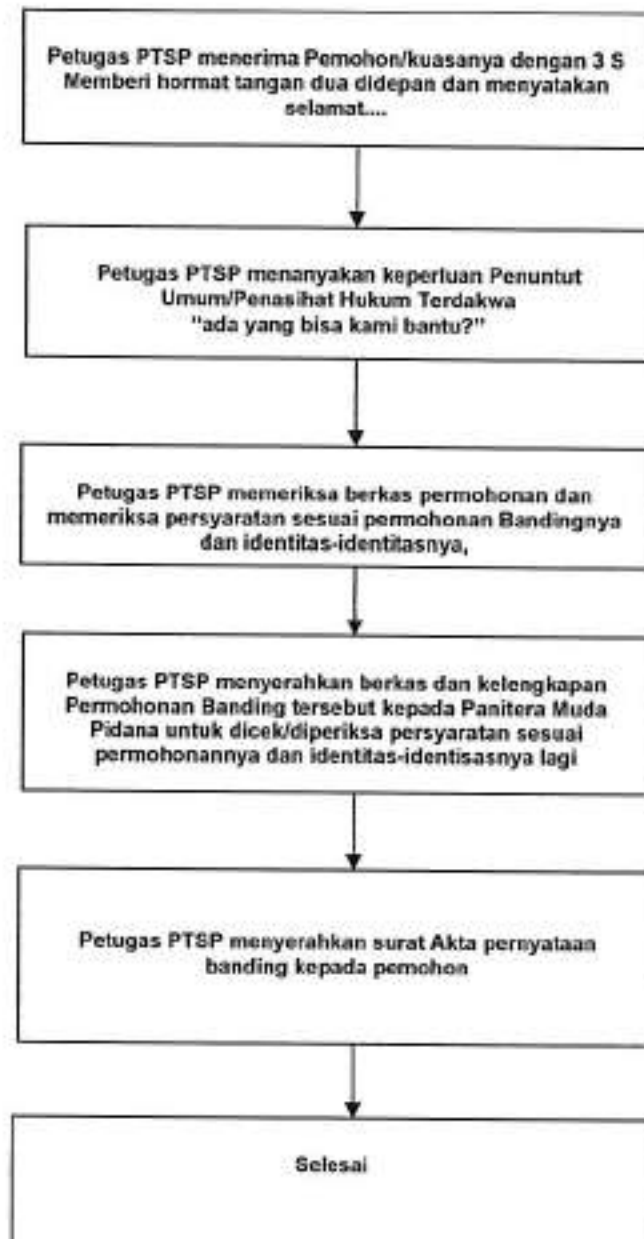 Petugas PTSP menerima Pemohon/kuasanya dengan 3 S
Memberi hormat tangan dua didepan dan menyatakan
selamat....
Petugas PTSP menanyakan keperluan Penuntut
Umum/Penasihat Hukum Terdakwa
"ada yang bisa kami bantu?"
Petugas PTSP memeriksa berkas permohonan dan
memeriksa persyaratan sesuai permohonan Bandingnya
dan identitas-identitasnya,
Petugas PTSP menyerahkan berkas dan kelengkapan
Permohonan Banding tersebut kepada Panitera Muda
Pidana untuk dicek/diperiksa persyaratan sesuai
permohonannya dan identitas-identisasnya lagi
Petugas PTSP menyerahkan surat Akta pernyataan
banding kepada pemohon
Selesai